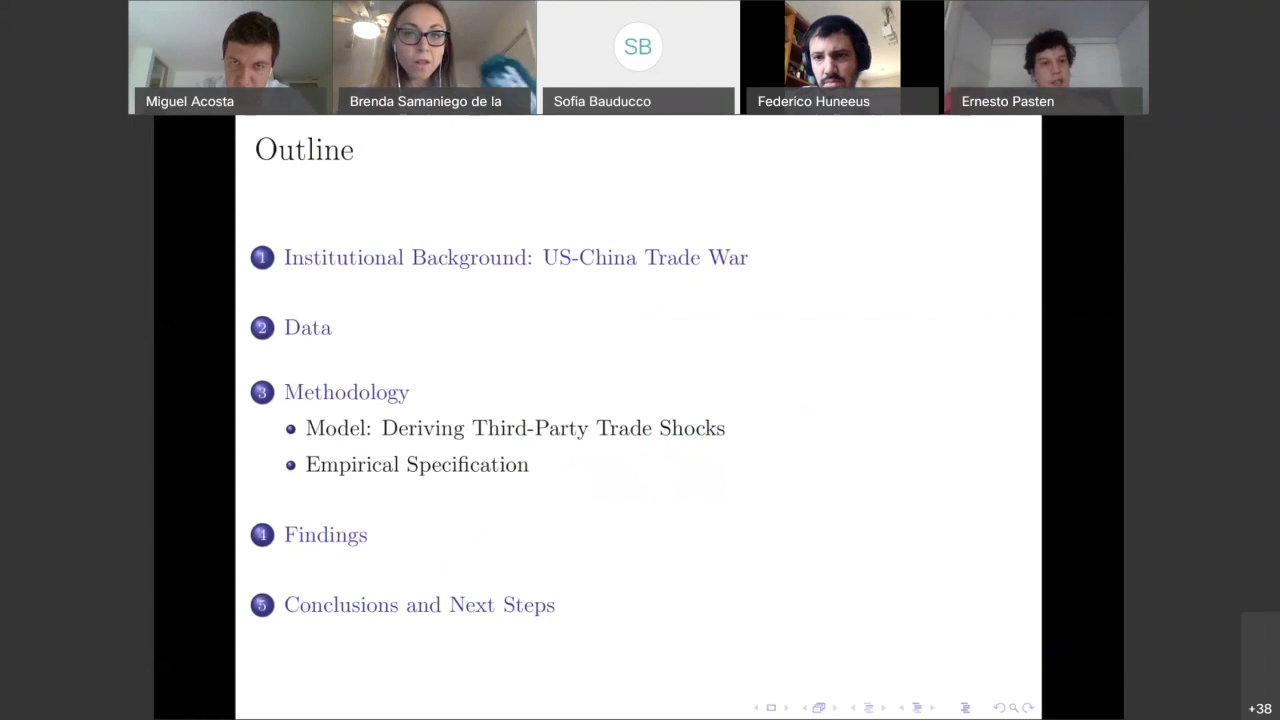 SB
Miguel Acosta
Brenda Samaniego de la
Sofia Bauducco
Federico Huneeus
Ernesto Pasten
Outline
1 Institutional Background: US-China Trade War
2 Data
3 Methodology
Model: Deriving Third-Party Trade Shocks
Empirical Specification
4 Findings
5 Conclusions and Next Steps
+38